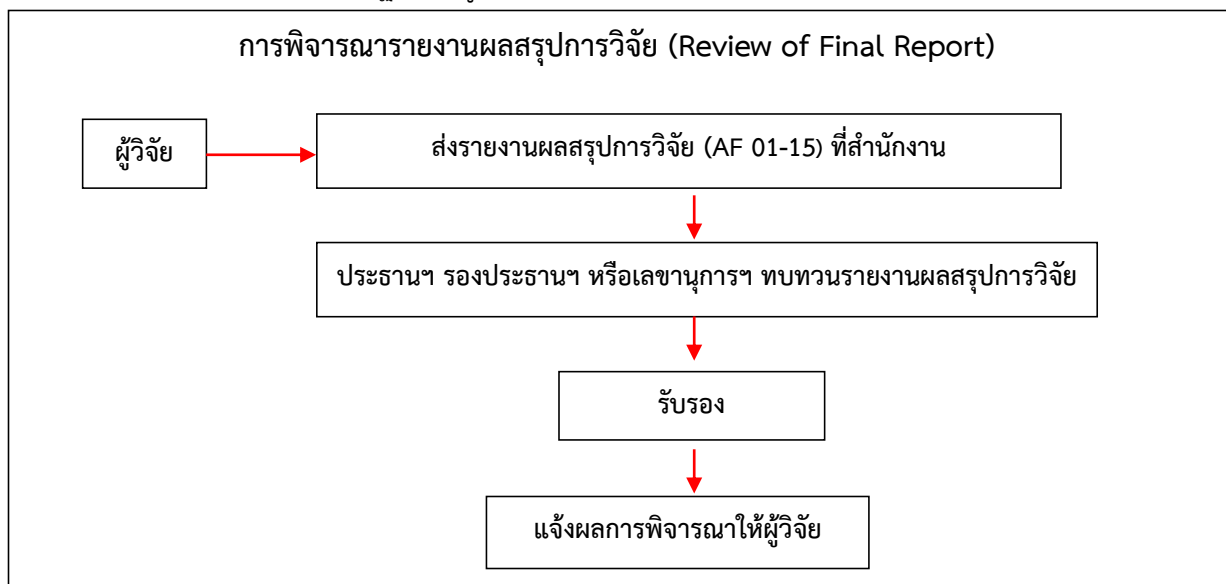 การพิจารณารายงานผลสรุปการวิจัย (Review of Final Report)
ผู้วิจัย
ส่งรายงานผลสรุปการวิจัย (AF 01-15) ที่สำนักงาน
ประธานฯ รองประธานฯ หรือเลขานุการฯ ทบทวนรายงานผลสรุปการวิจัย
รับรอง
แจ้งผลการพิจารณาให้ผู้วิจัย